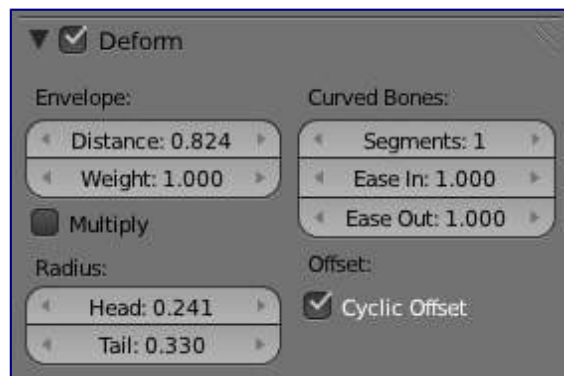 Deform
Envelope:
Distance: 0.824
Weight: 1.000
Multiply
Radius:
Head: 0.241
Tail: 0.330
Curved Bones:
Segments: 1
Ease In: 1.000
Ease Out: 1.000
Offset:
Cyclic Offset